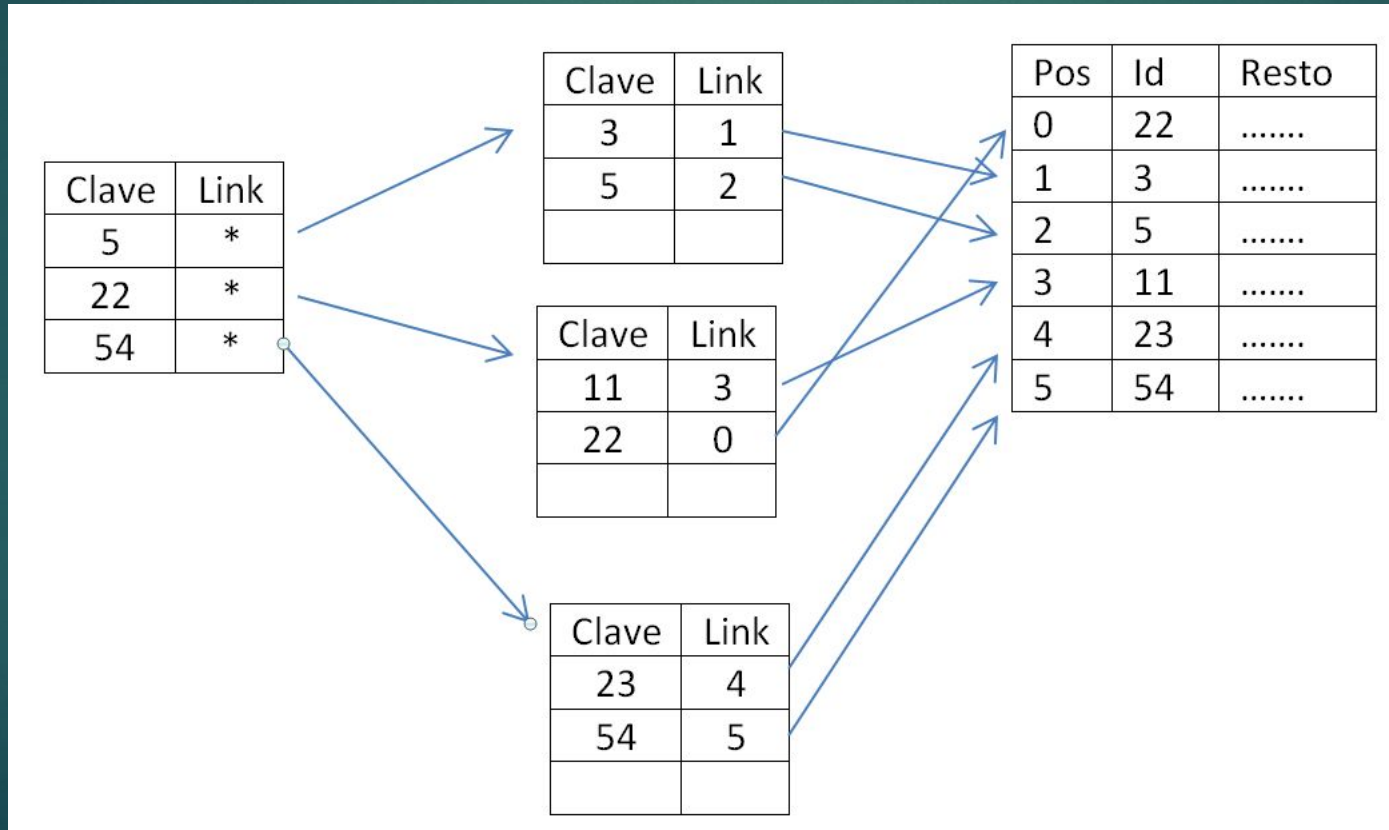 Clave Link
5 *
22 *
54 *
Clave Link
3 1
5 2
Clave Link
11 3
22 0
Clave Link
23 4
54 5
Pos Id Resto
0 22 .......
1 3 .......
2 5 .......
3 11 .......
4 23 .......
5 54 .......